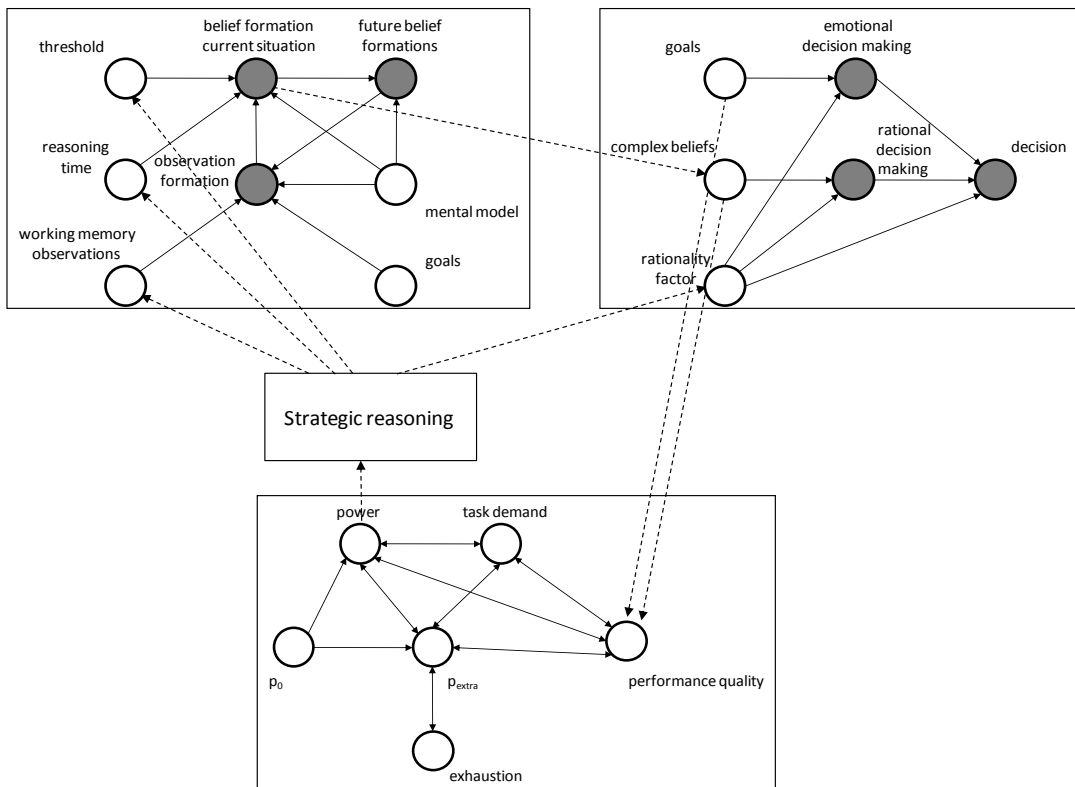 threshold
belief formation
current situation
future belief
formations
reasoning
time
observation
formation
mental model
working memory
observations
goals
goals
emotional
decision making
complex beliefs
rational
decision
making
decision
rationality
factor
Strategic reasoning
power
task demand
p0
pextra
performance quality
exhaustion